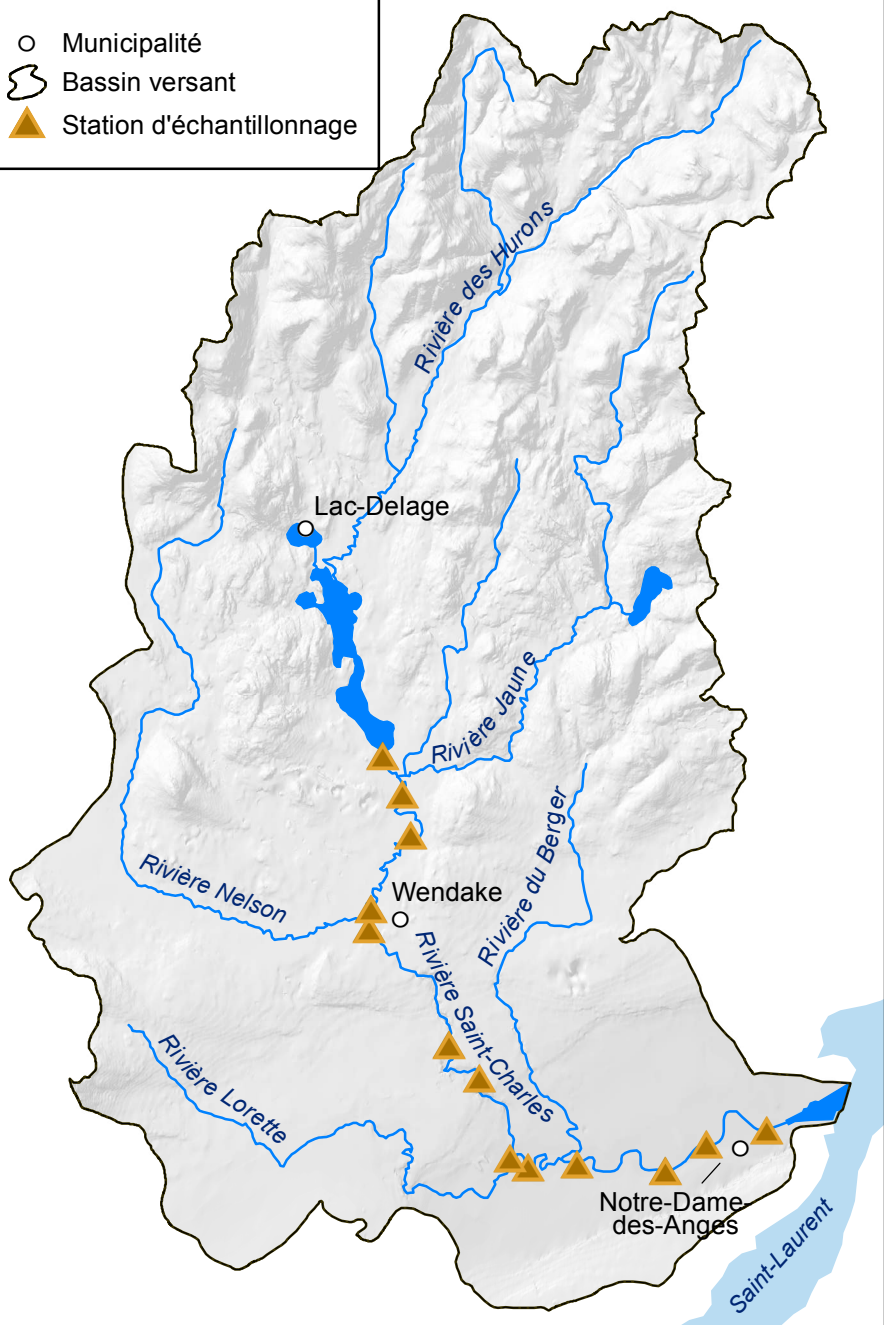 Municipalité
Bassin versant
Station d'échantillonnage
Rivière des Hurons
Lac-Delage
Rivière Jaune
Rivière du Berger
Rivière Nelson
Wendake
Rivière Saint-Charles
Rivière Lorette
Notre-Dame-
des-Anges
Saint-Laurent